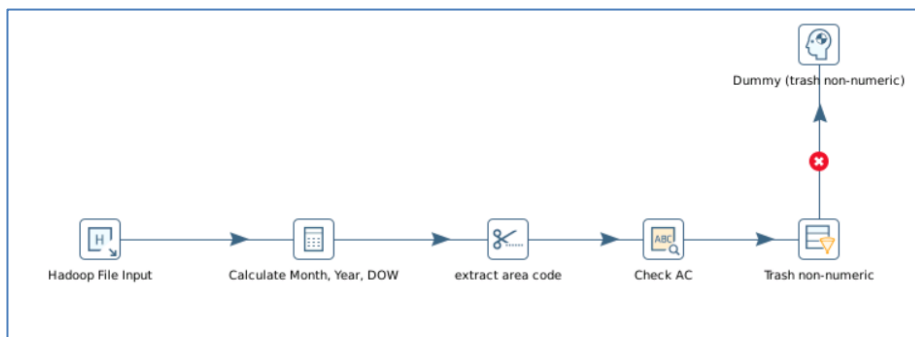 Dummy (trash non-numeric)
H
ABC
Hadoop File Input
Calculate Month, Year, DOW
extract area code
Check AC
Trash non-numeric